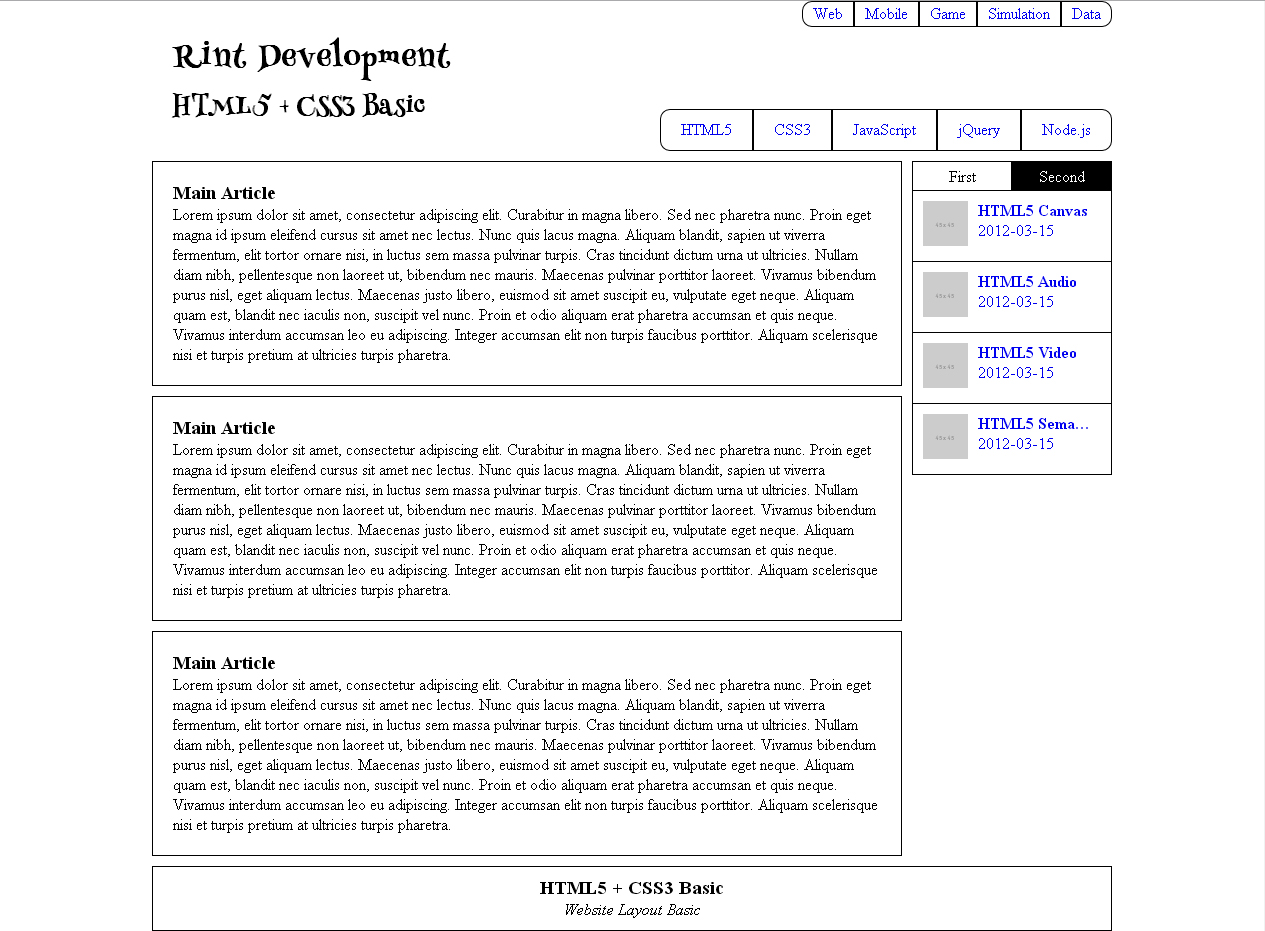 Web Mobile Game Simulation Data
Rint Development
HTML5 + CSS3 Basic
HTML5 CSS3 JavaScript jQuery Node.js
Main Article
Lorem ipsum dolor sit amet, consectetur adipiscing elit. Curabitur in magna libero. Sed nec pharetra nunc. Proin eget
magna id ipsum eleifend cursus sit amet nec lectus. Nunc quis lacus magna. Aliquam blandit, sapien ut viverra
fermentum, elit tortor ornare nisi, in luctus sem massa pulvinar turpis. Cras tincidunt dictum urna ut ultricies. Nullam
diam nibh, pellentesque non laoreet ut, bibendum nec mauris. Maecenas pulvinar porttitor laoreet. Vivamus bibendum
purus nisl, eget aliquam lectus. Maecenas justo libero, euismod sit amet suscipit eu, vulputate eget neque. Aliquam
quam est, blandit nec iaculis non, suscipit vel nunc. Proin et odio aliquam erat pharetra accumsan et quis neque.
Vivamus interdum accumsan leo eu adipiscing. Integer accumsan elit non turpis faucibus porttitor. Aliquam scelerisque
nisi et turpis pretium at ultricies turpis pharetra.
Main Article
Lorem ipsum dolor sit amet, consectetur adipiscing elit. Curabitur in magna libero. Sed nec pharetra nunc. Proin eget
magna id ipsum eleifend cursus sit amet nec lectus. Nunc quis lacus magna. Aliquam blandit, sapien ut viverra
fermentum, elit tortor ornare nisi, in luctus sem massa pulvinar turpis. Cras tincidunt dictum urna ut ultricies. Nullam
diam nibh, pellentesque non laoreet ut, bibendum nec mauris. Maecenas pulvinar porttitor laoreet. Vivamus bibendum
purus nisl, eget aliquam lectus. Maecenas justo libero, euismod sit amet suscipit eu, vulputate eget neque. Aliquam
quam est, blandit nec iaculis non, suscipit vel nunc. Proin et odio aliquam erat pharetra accumsan et quis neque.
Vivamus interdum accumsan leo eu adipiscing. Integer accumsan elit non turpis faucibus porttitor. Aliquam scelerisque
nisi et turpis pretium at ultricies turpis pharetra.
Main Article
Lorem ipsum dolor sit amet, consectetur adipiscing elit. Curabitur in magna libero. Sed nec pharetra nunc. Proin eget
magna id ipsum eleifend cursus sit amet nec lectus. Nunc quis lacus magna. Aliquam blandit, sapien ut viverra
fermentum, elit tortor ornare nisi, in luctus sem massa pulvinar turpis. Cras tincidunt dictum urna ut ultricies. Nullam
diam nibh, pellentesque non laoreet ut, bibendum nec mauris. Maecenas pulvinar porttitor laoreet. Vivamus bibendum
purus nisl, eget aliquam lectus. Maecenas justo libero, euismod sit amet suscipit eu, vulputate eget neque. Aliquam
quam est, blandit nec iaculis non, suscipit vel nunc. Proin et odio aliquam erat pharetra accumsan et quis neque.
Vivamus interdum accumsan leo eu adipiscing. Integer accumsan elit non turpis faucibus porttitor. Aliquam scelerisque
nisi et turpis pretium at ultricies turpis pharetra.
First Second
45 x 45
HTML5 Canvas
2012-03-15
45 x 45
HTML5 Audio
2012-03-15
45 x 45
HTML5 Video
2012-03-15
45 x 45
HTML5 Sema...
2012-03-15
HTML5 + CSS3 Basic
Website Layout Basic